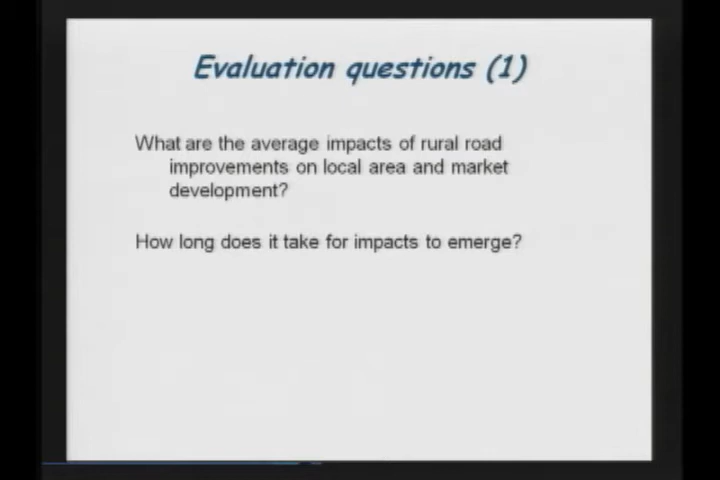 Evaluation questions (1)
What are the average impacts of rural road
improvements on local area and market
development?
How long does it take for impacts to emerge?